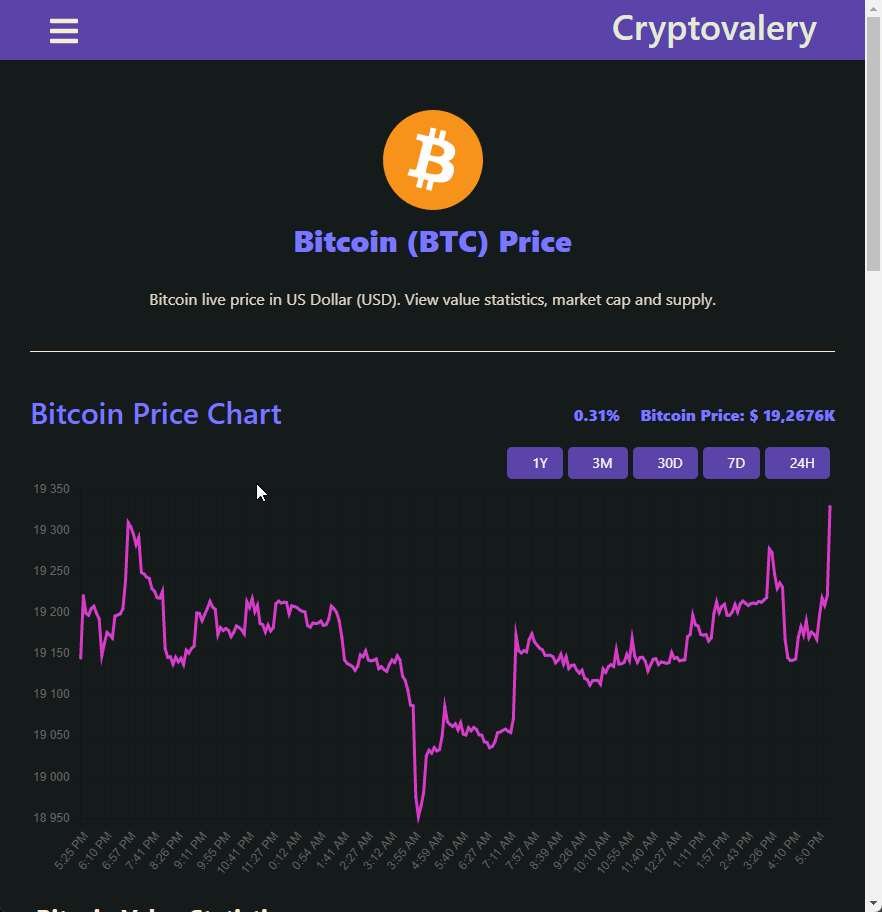 Cryptovalery
Bitcoin (BTC) Price
Bitcoin live price in US Dollar (USD). View value statistics, market cap and supply.
Bitcoin Price Chart
0.31% Bitcoin Price: $ 19,2676K
1Y 3M 30D 7D 24H
19 350
19 300
19 250
19 200
19 150
19 100
19 050
19 000
18 950
5:25 PM 6:10 PM 6:57 PM 7:41 PM 8:26 PM 9:11 PM 9:55 PM 10:41 PM 11:27 PM 0:12 AM 0:54 AM 1:41 AM 2:27 AM 3:12 AM 3:55 AM 4:59 AM 5:40 AM 6:27 AM 7:11 AM 7:57 AM 8:39 AM 9:26 AM 10:10 AM 10:55 AM 11:40 AM 12:27 AM 1:11 PM 1:57 PM 2:43 PM 3:26 PM 4:10 PM 5:0 PM